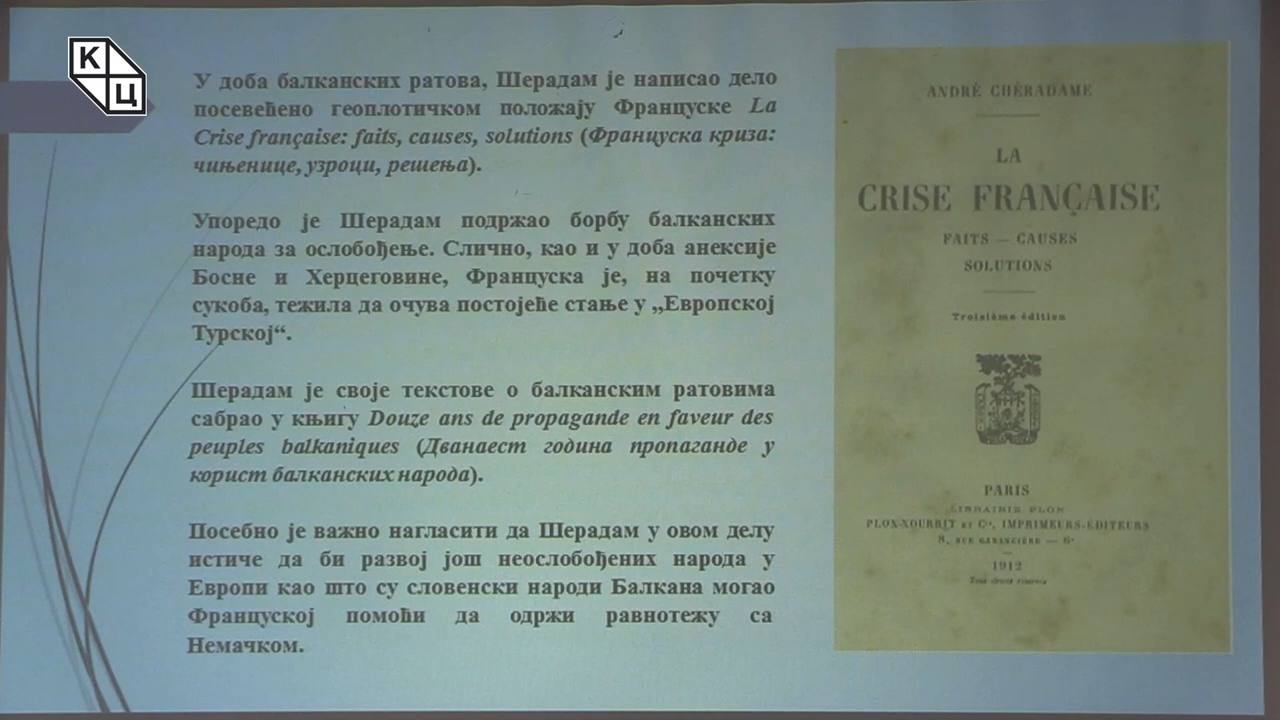 К
Ц
У доба балканских ратова, Шерадам је написао дело
посевећено геоплотичком положају Француске La
Crise française: faits, causes, solutions (Француска криза:
чињенице, узроци, решења).
Упоредо је Шерадам подржао борбу балканских
народа за ослобођење. Слично, као и у доба анексије
Босне и Херцеговине, Француска је, на почетку
сукоба, тежила да очува постојеће стање у „Европској
Турској“.
Шерадам је своје текстове о балканским ратовима
сабрао у књигу Douze ans de propagande en faveur des
peuples balkaniques (Дванаест година пропаганде у
корист балканских народа).
Посебно је важно нагласити да Шерадам у овом делу
истиче да би развој још неослобођених народа у
Европи као што су словенски народи Балкана могао
Француској помоћи да одржи равнотежу са
Немачком.
ANDRÉ CHÉRADAME
LA
CRISE FRANÇAISE
FAITS — CAUSES
SOLUTIONS
Troisième édition
PARIS
LIBRAIRIE PLON
PLON-NOURRIT ET Cie, IMPRIMEURS-ÉDITEURS
8, RUE GARANCIÈRE — 6e
1912
Tous droits réservés